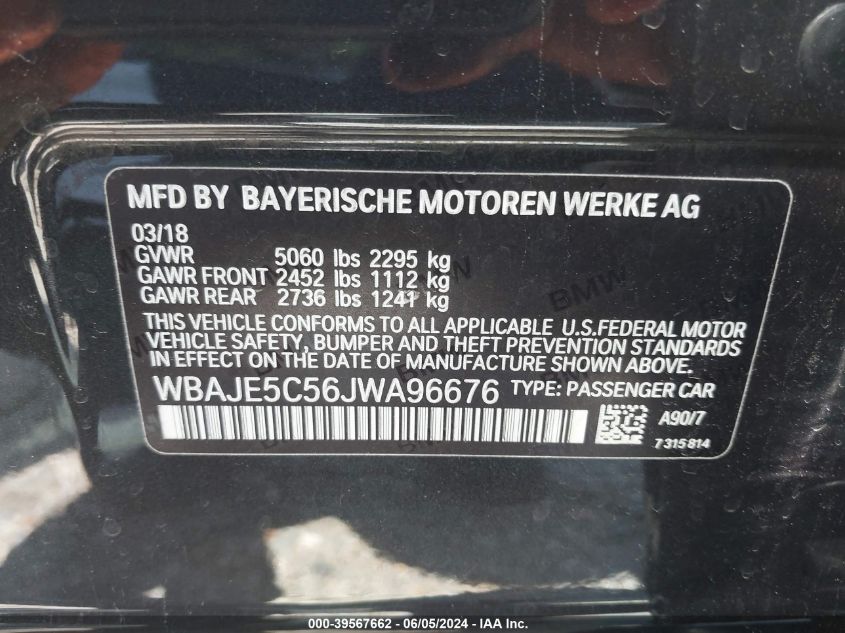 MFD BY BAYERISCHE MOTOREN WERKE AG
03/18
GVWR 5060 lbs 2295 kg
GAWR FRONT 2452 lbs 1112 kg
GAWR REAR 2736 lbs 1241 kg
THIS VEHICLE CONFORMS TO ALL APPLICABLE U.S.FEDERAL MOTOR
VEHICLE SAFETY, BUMPER AND THEFT PREVENTION STANDARDS
IN EFFECT ON THE DATE OF MANUFACTURE SHOWN ABOVE.
WBAJE5C56JWA96676 TYPE: PASSENGER CAR
A90/7
7315814
000-39567662 - 06/05/2024 - IAA Inc.